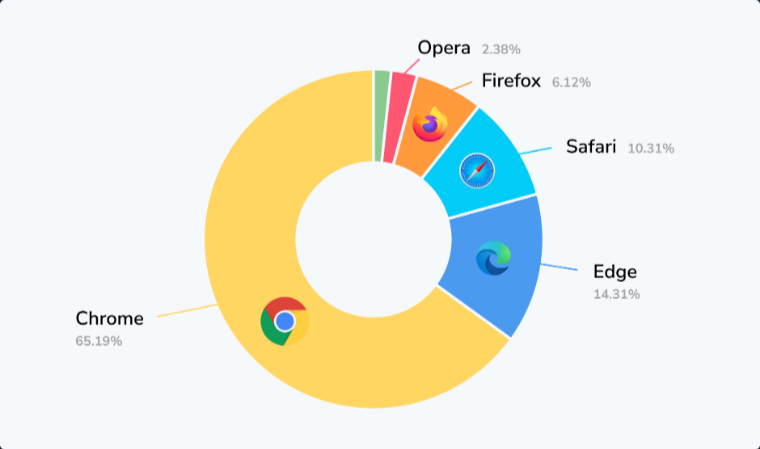 Opera 2.38%
Firefox 6.12%
Safari 10.31%
Edge
14.31%
Chrome
65.19%